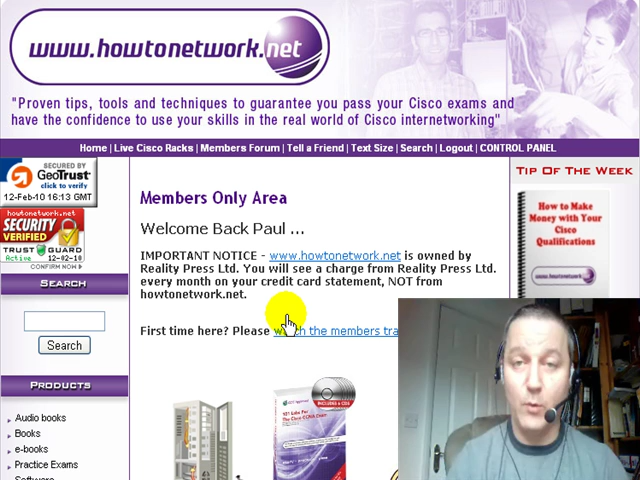 www.howtonetwork.net
"Proven tips, tools and techniques to guarantee you pass your Cisco exams and
have the confidence to use your skills in the real world of Cisco internetworking"
Home | Live Cisco Racks | Members Forum | Tell a Friend | Text Size | Search | Logout | CONTROL PANEL
SECURED BY
GeoTrust
click to verify
12-Feb-10 16:13 GMT
howtonetwork.net
SECURITY
VERIFIED
TRUST GUARD
Active 12-02-10
CONFIRM NOW
SEARCH
Search
PRODUCTS
Audio books
Books
e-books
Practice Exams
Software
Members Only Area
Welcome Back Paul ...
IMPORTANT NOTICE - www.howtonetwork.net is owned by
Reality Press Ltd. You will see a charge from Reality Press Ltd.
every month on your credit card statement, NOT from
howtonetwork.net.
First time here? Please watch the members tra
INCLUDES 4 CDS
TIP OF THE WEEK
How to Make
Money with Your
Cisco
Qualifications
www.howtonetwork.net